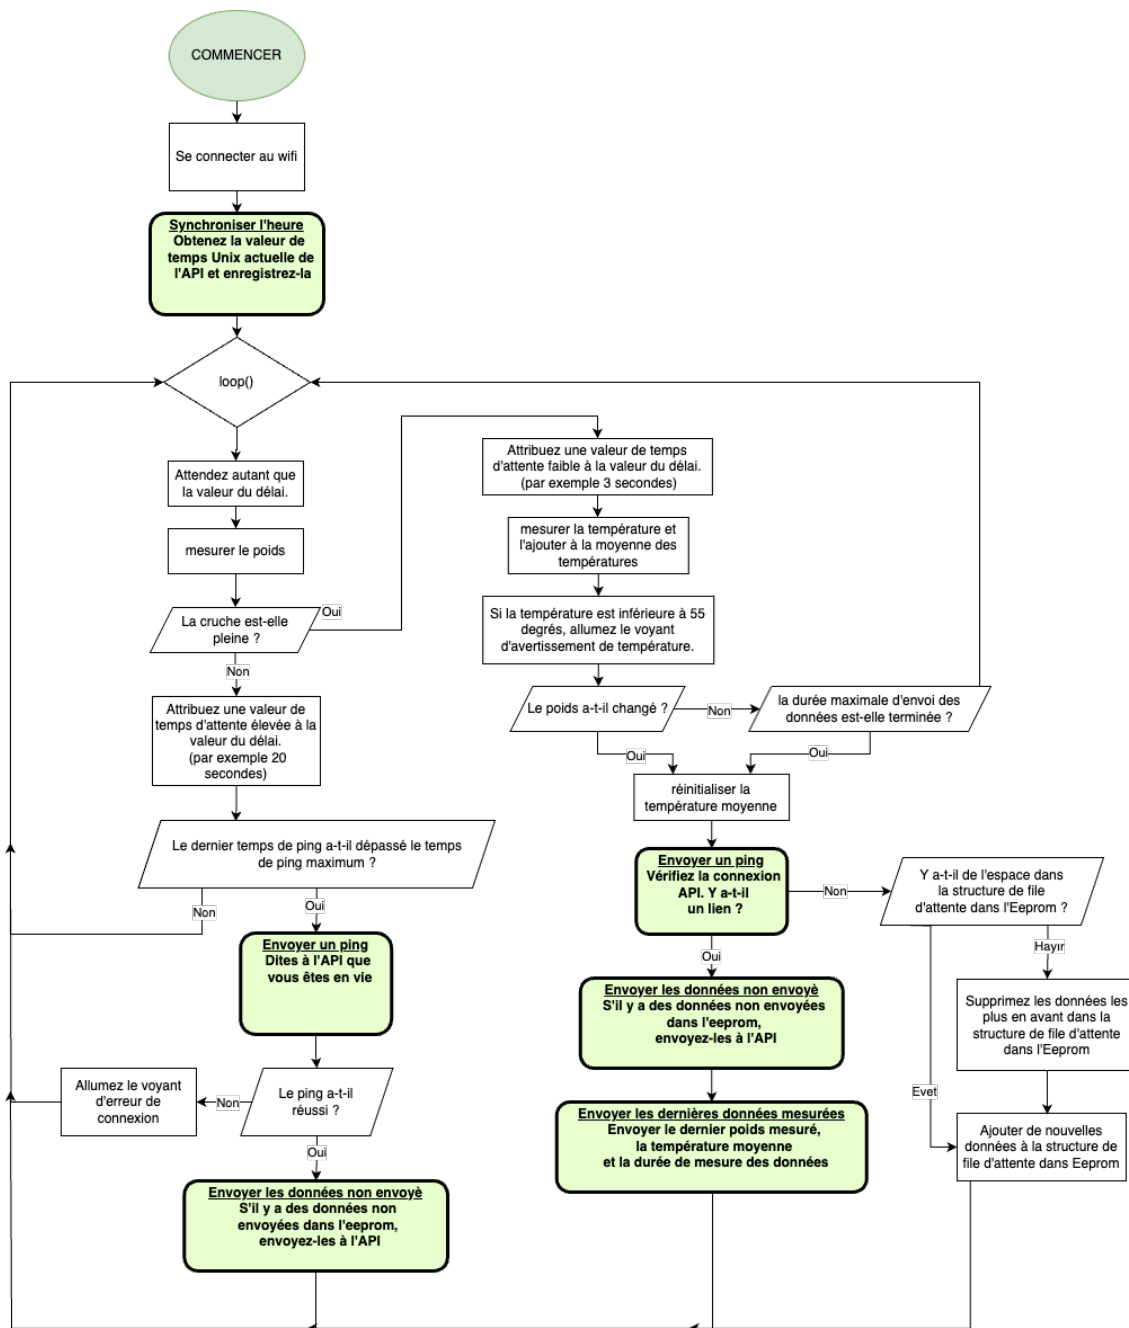 COMMENCER
Se connecter au wifi
Synchroniser l'heure
Obtenez la valeur de
temps Unix actuelle de
l'API et enregistrez-la
loop()
Attendez autant que
la valeur du délai.
mesurer le poids
La cruche est-elle
pleine ?
Oui
Non
Attribuez une valeur de
temps d'attente élevée à la
valeur du délai.
(par exemple 20
secondes)
Le dernier temps de ping a-t-il dépassé le temps
de ping maximum ?
Non
Oui
Envoyer un ping
Dites à l'API que
vous êtes en vie
Le ping a-t-il
réussi ?
Non
Allumez le voyant
d'erreur de
connexion
Oui
Envoyer les données non envoyè
S'il y a des données non
envoyées dans l'eeprom,
envoyez-les à l'API
Attribuez une valeur de temps
d'attente faible à la valeur du délai.
(par exemple 3 secondes)
mesurer la température et
l'ajouter à la moyenne des
températures
Si la température est inférieure à 55
degrés, allumez le voyant
d'avertissement de température.
Le poids a-t-il changé ?
Non
la durée maximale d'envoi des
données est-elle terminée ?
Oui
Oui
réinitialiser la
température moyenne
Envoyer un ping
Vérifiez la connexion
API. Y a-t-il
un lien ?
Non
Y a-t-il de l'espace dans
la structure de file
d'attente dans l'Eeprom ?
Oui
Hayır
Envoyer les données non envoyè
S'il y a des données non envoyées
dans l'eeprom,
envoyez-les à l'API
Supprimez les données les
plus en avant dans la
structure de file d'attente
dans l'Eeprom
Evet
Envoyer les dernières données mesurées
Envoyer le dernier poids mesuré,
la température moyenne
et la durée de mesure des données
Ajouter de nouvelles
données à la structure de
file d'attente dans Eeprom